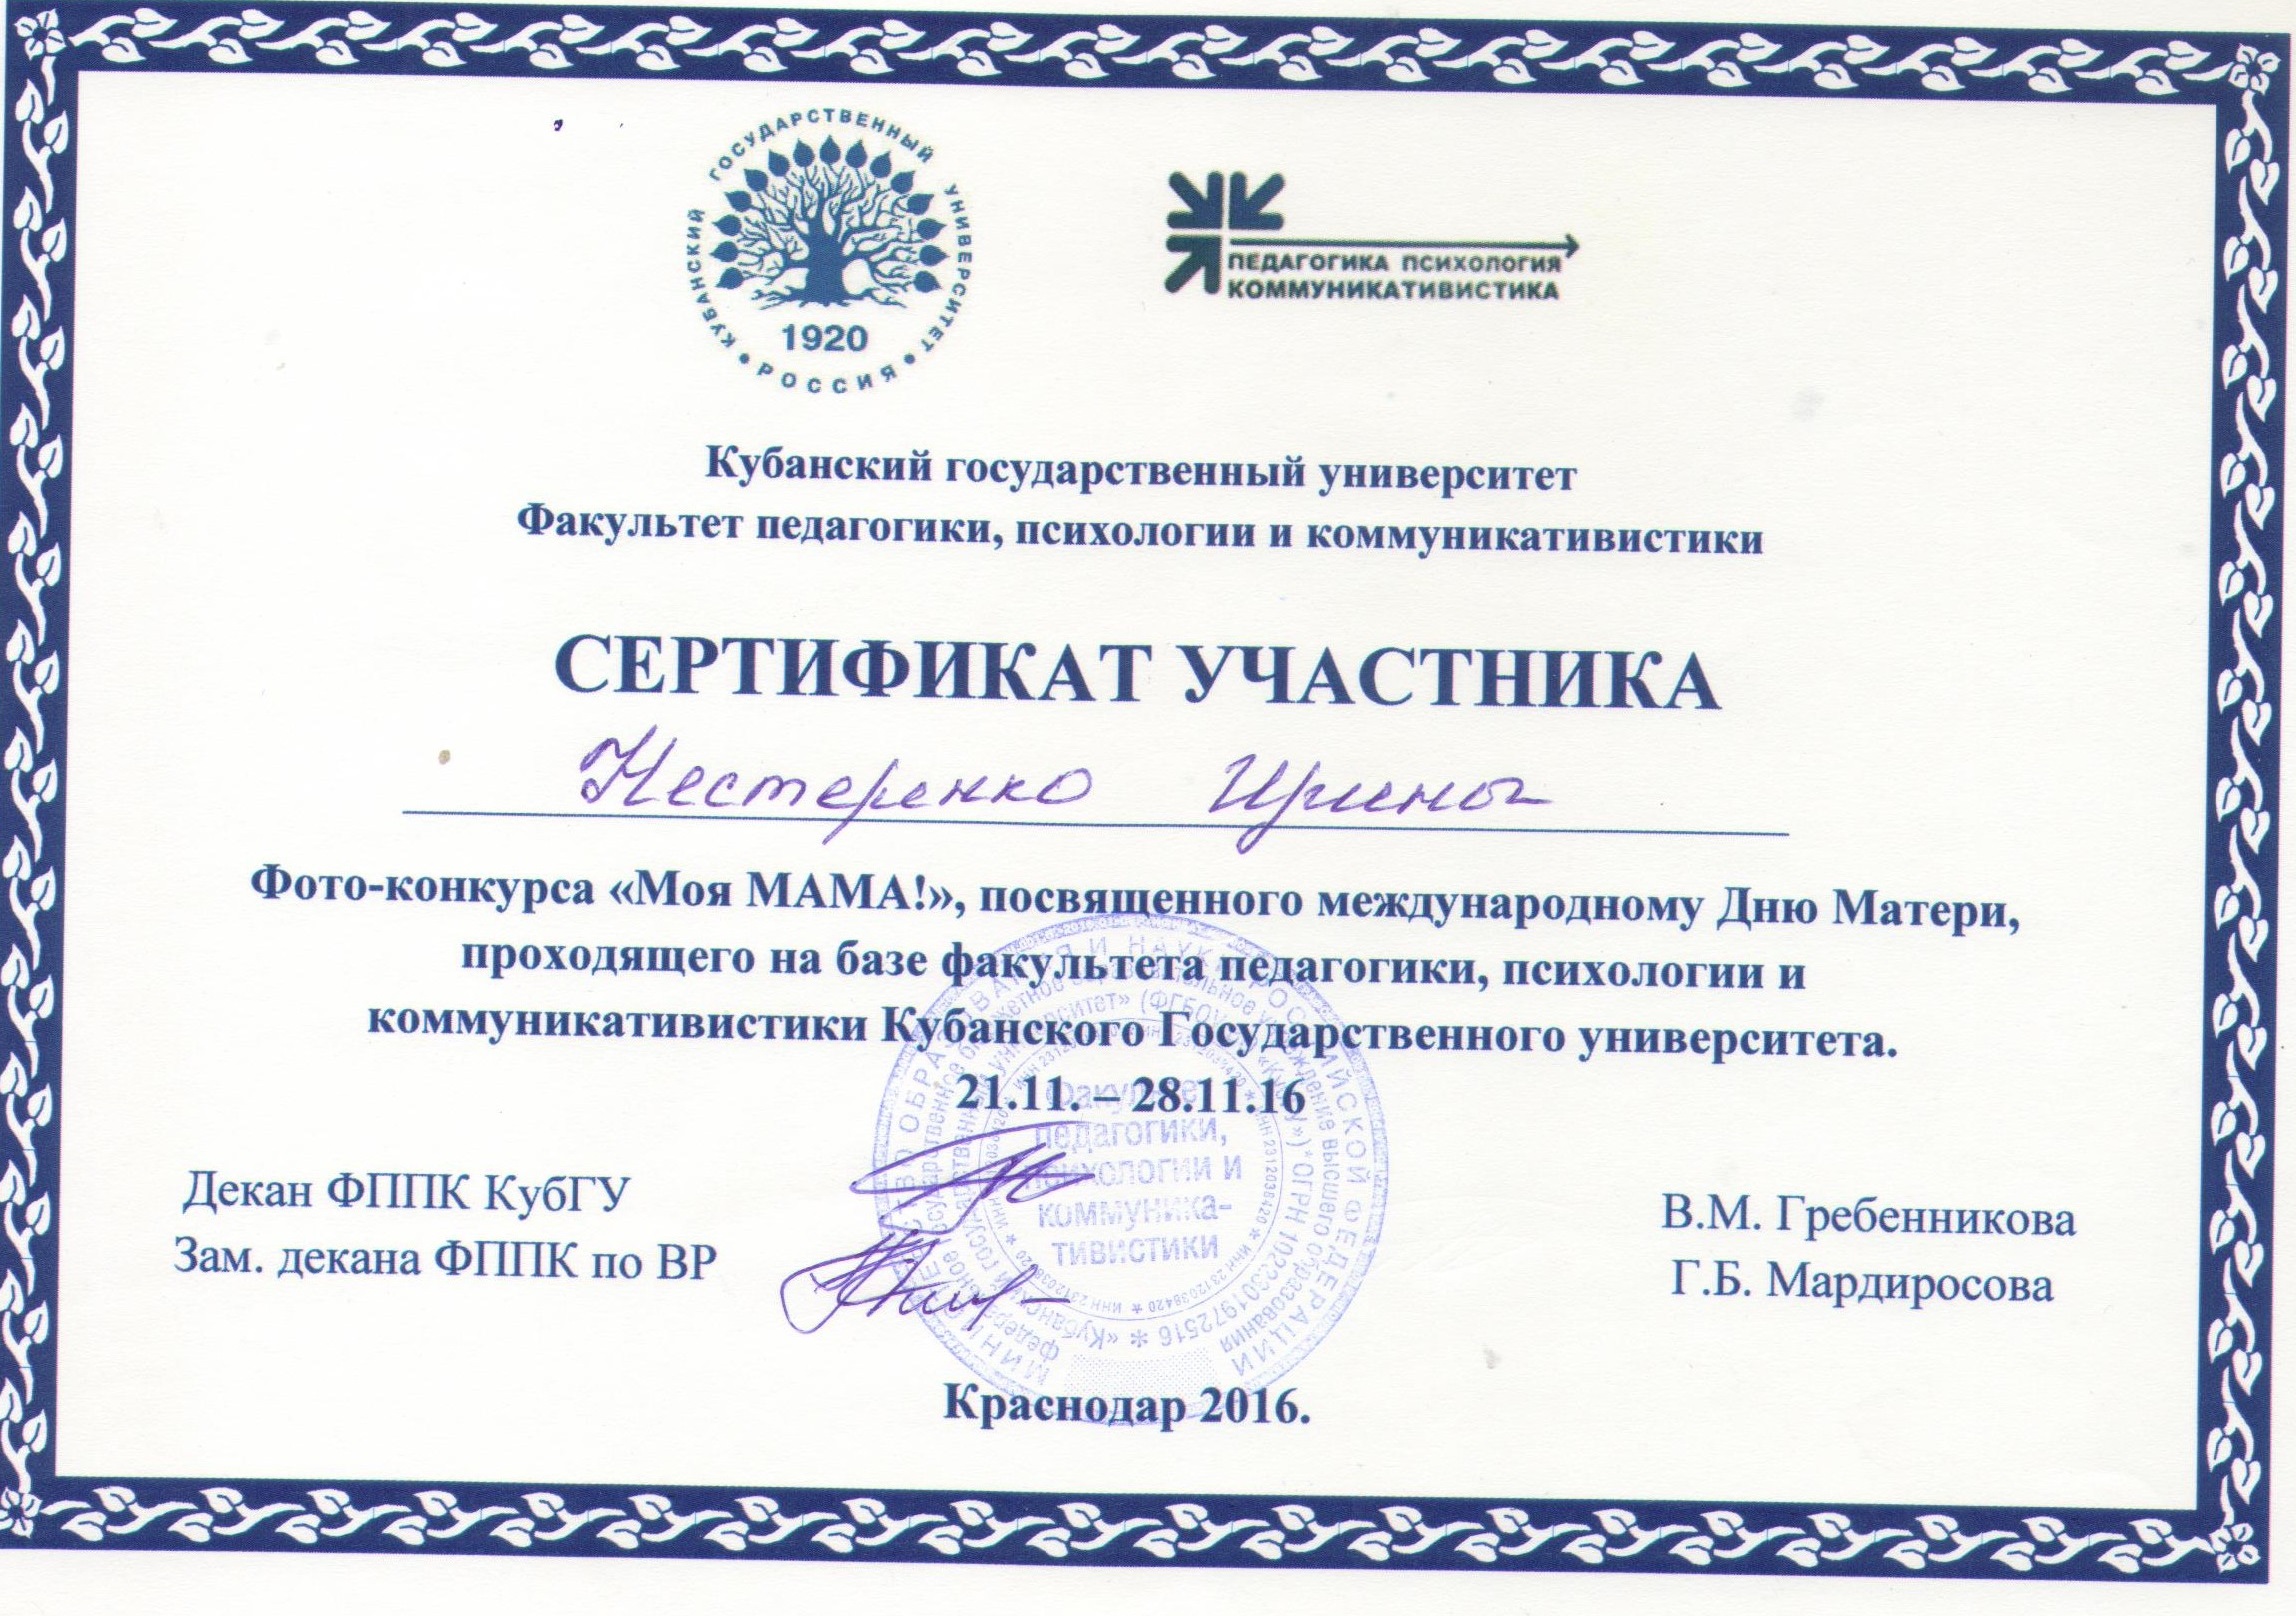 КУБАНСКИЙ ГОСУДАРСТВЕННЫЙ УНИВЕРСИТЕТ
1920
• РОССИЯ •
ПЕДАГОГИКА ПСИХОЛОГИЯ
КОММУНИКАТИВИСТИКА
Кубанский государственный университет
Факультет педагогики, психологии и коммуникативистики
СЕРТИФИКАТ УЧАСТНИКА
Нестеренко Ирины
Фото-конкурса «Моя МАМА!», посвященного международному Дню Матери,
проходящего на базе факультета педагогики, психологии и
коммуникативистики Кубанского Государственного университета.
21.11. – 28.11.16
педагогики,
психологии и
коммуника-
тивистики
Декан ФППК КубГУ
В.М. Гребенникова
Зам. декана ФППК по ВР
Г.Б. Мардиросова
Краснодар 2016.